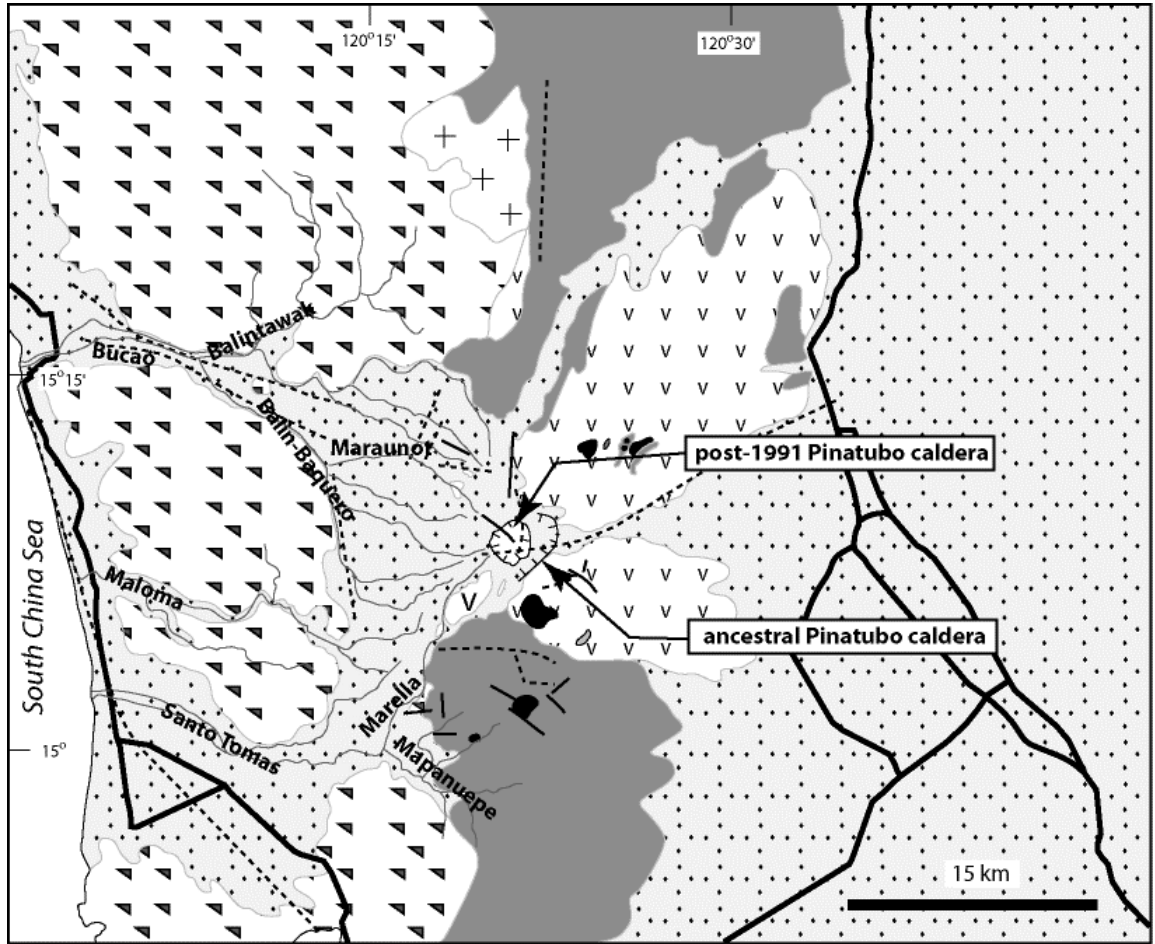 120°15'
120°30'
Balintawak
Bucao
15°15'
Balin-Baquero
Maraunot
post-1991 Pinatubo caldera
South China Sea
Maloma
V
ancestral Pinatubo caldera
Marella
Santo Tomas
Mapanuepe
15°
15 km